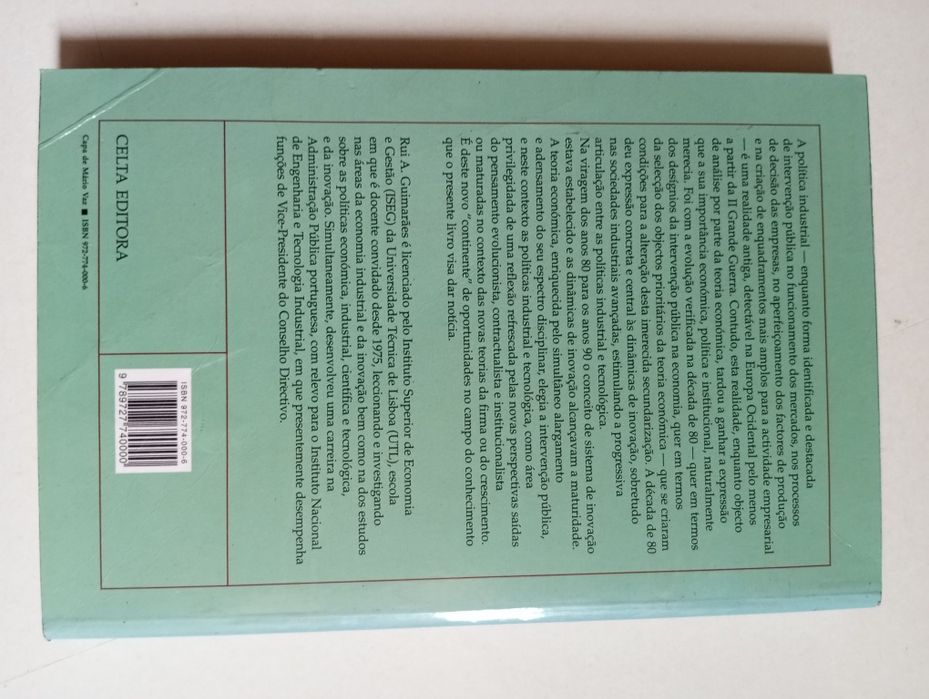 A política industrial — enquanto forma identificada e destacada
de intervenção pública no funcionamento dos mercados, nos processos
de decisão das empresas, no aperfeiçoamento dos factores de produção
e na criação de enquadramentos mais amplos para a actividade empresarial
— é uma realidade antiga, detectável na Europa Ocidental pelo menos
a partir da II Grande Guerra. Contudo, esta realidade, enquanto objecto
de análise por parte da teoria económica, tardou a ganhar a expressão
que a sua importância económica, política e institucional, naturalmente
merecia. Foi com a evolução verificada na década de 80 — quer em termos
dos desígnios da intervenção pública na economia, quer em termos
da selecção dos objectos prioritários da teoria económica — que se criaram
condições para a alteração desta imerecida secundarização. A década de 80
deu expressão concreta e central às dinâmicas de inovação, sobretudo
nas sociedades industriais avançadas, estimulando a progressiva
articulação entre as políticas industrial e tecnológica.
Na viragem dos anos 80 para os anos 90 o conceito de sistema de inovação
estava estabelecido e as dinâmicas de inovação alcançavam a maturidade.
A teoria económica, enriquecida pelo simultâneo alargamento
e adensamento do seu espectro disciplinar, elegia a intervenção pública,
e neste contexto as políticas industrial e tecnológica, como área
privilegiada de uma reflexão refrescada pelas novas perspectivas saídas
do pensamento evolucionista, contractualista e institucionalista
ou maturadas no contexto das novas teorias da firma ou do crescimento.
É deste novo "continente" de oportunidades no campo do conhecimento
que o presente livro visa dar notícia.
Rui A. Guimarães é licenciado pelo Instituto Superior de Economia
e Gestão (ISEG) da Universidade Técnica de Lisboa (UTL), escola
em que é docente convidado desde 1975, leccionando e investigando
nas áreas da economia industrial e da inovação bem como na dos estudos
sobre as políticas económica, industrial, científica e tecnológica,
e da inovação. Simultaneamente, desenvolveu uma carreira na
Administração Pública portuguesa, com relevo para o Instituto Nacional
de Engenharia e Tecnologia Industrial, em que presentemente desempenha
funções de Vice-Presidente do Conselho Directivo.
CELTA EDITORA
Capa de Mário Vaz ■ ISBN 972-774-000-6
ISBN 972-774-000-6
9 789727 740000